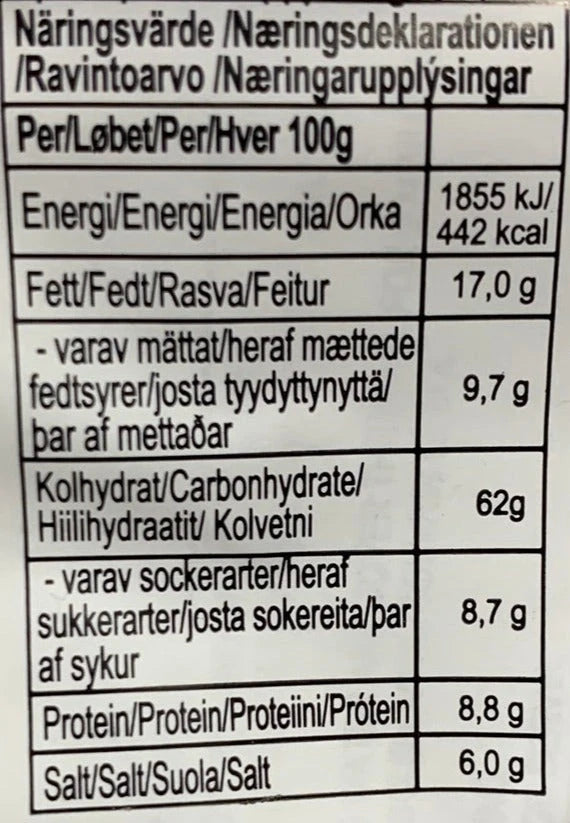 Näringsvärde /Næringsdeklarationen
/Ravintoarvo /Næringarupplýsingar
Per/Løbet/Per/Hver 100g
Energi/Energi/Energia/Orka
1855 kJ/
442 kcal
Fett/Fedt/Rasva/Feitur
17,0 g
- varav mättat/heraf mættede
fedtsyrer/josta tyydyttynyttä/
þar af mettaðar
9,7 g
Kolhydrat/Carbonhydrate/
Hiilihydraatit/ Kolvetni
62g
- varav sockerarter/heraf
sukkerarter/josta sokereita/þar
af sykur
8,7 g
Protein/Protein/Proteiini/Prótein
8,8 g
Salt/Salt/Suola/Salt
6,0 g